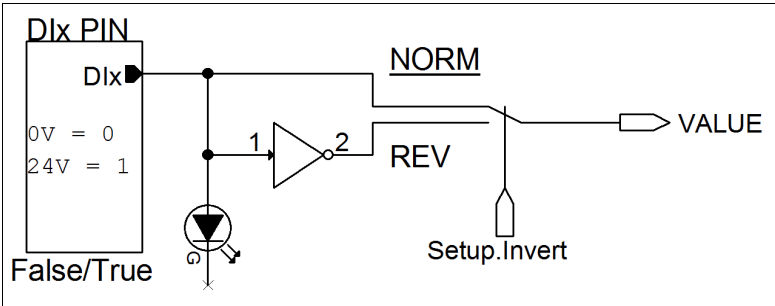 DIx PIN
DIx
0V = 0
24V = 1
False/True
NORM
1
2
REV
G
VALUE
Setup.Invert